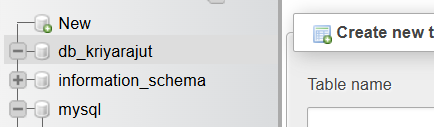 New
db_kriyarajut
information_schema
mysql
Create new t
Table name